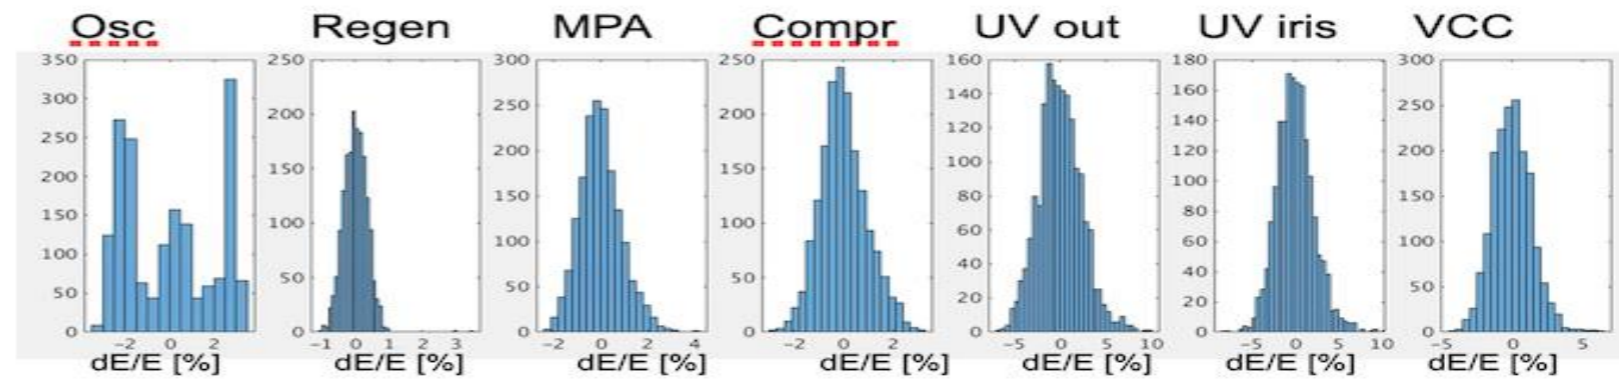 Osc Regen MPA Compr UV out UV iris VCC
350 300 250 200 150 100 50 0
-2 0 2
dE/E [%]
250 200 150 100 50 0
-1 0 1 2 3
dE/E [%]
300 250 200 150 100 50 0
-2 0 2 4
dE/E [%]
250 200 150 100 50 0
-2 0 2
dE/E [%]
160 140 120 100 80 60 40 20 0
-5 0 5 10
dE/E [%]
180 160 140 120 100 80 60 40 20 0
-5 0 5 10
dE/E [%]
300 250 200 150 100 50 0
-5 0 5
dE/E [%]